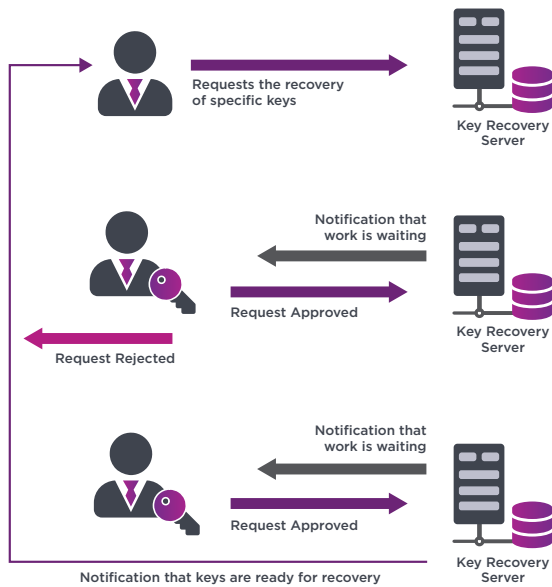 Requests the recovery
of specific keys
Key Recovery
Server
Notification that
work is waiting
Request Approved
Key Recovery
Server
Request Rejected
Notification that
work is waiting
Request Approved
Key Recovery
Server
Notification that keys are ready for recovery